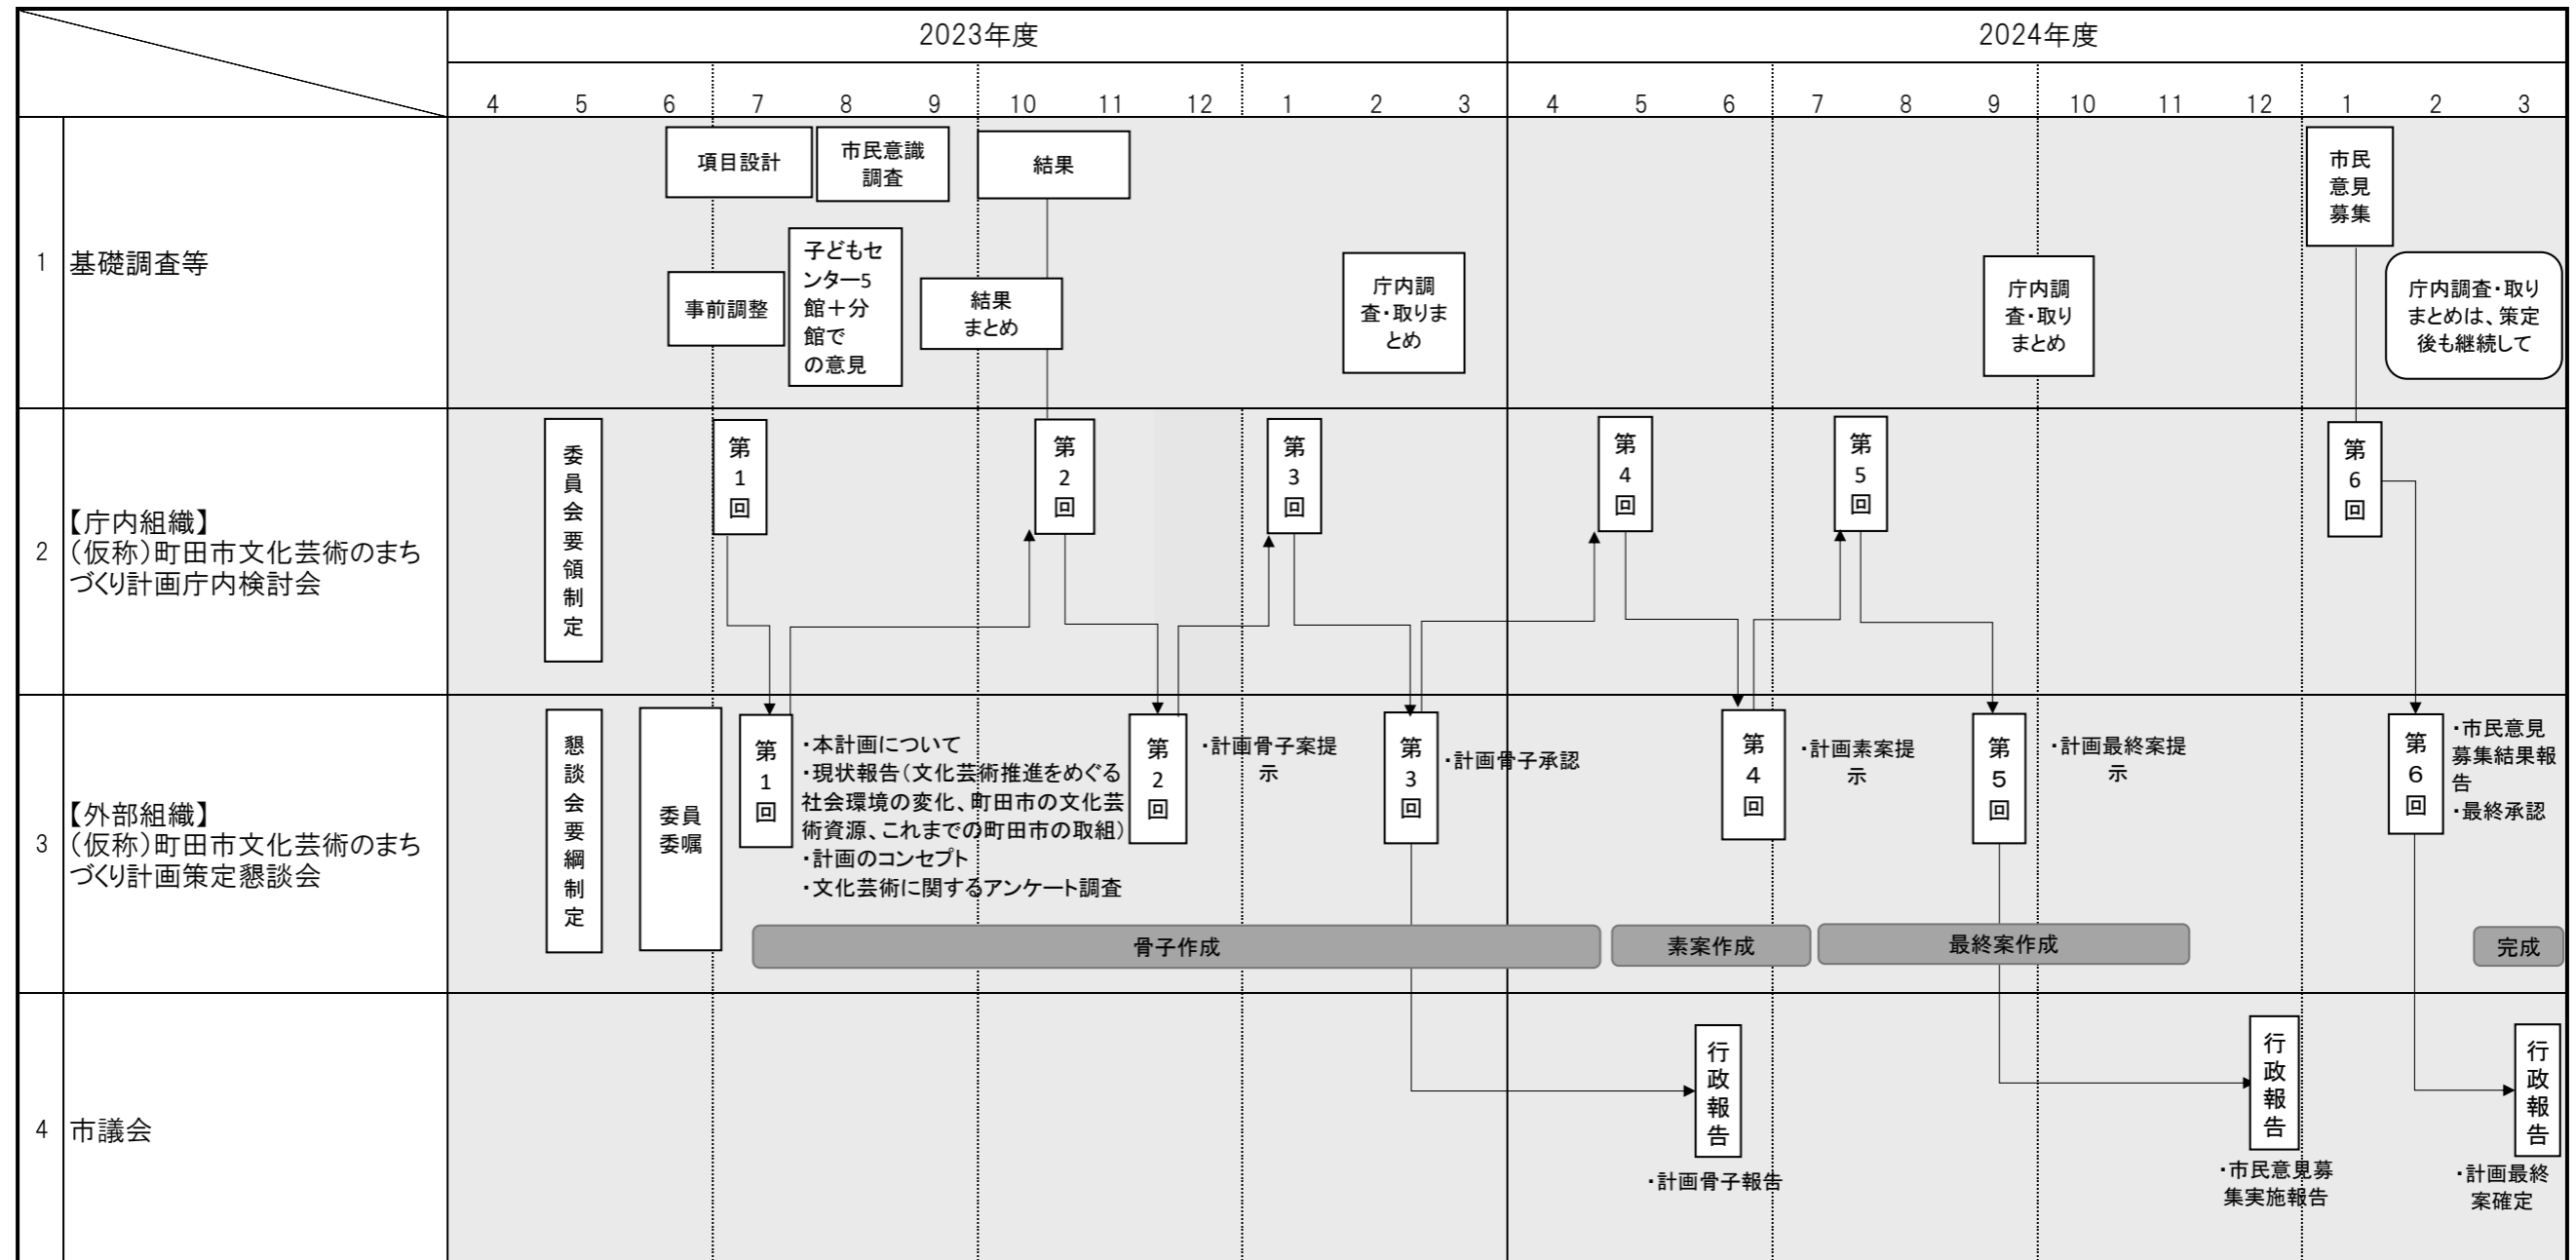 2023年度
2024年度
4 5 6 7 8 9 10 11 12 1 2 3 4 5 6 7 8 9 10 11 12 1 2 3
1 基礎調査等
項目設計
市民意識
調査
結果
事前調整
子どもセ
ンター5
館＋分
館で
の意見
結果
まとめ
庁内調
査・取りま
とめ
庁内調
査・取り
まとめ
市民
意見
募集
庁内調査・取り
まとめは、策定
後も継続して
2
【庁内組織】
（仮称）町田市文化芸術のまち
づくり計画庁内検討会
委員会要領制定
第1回
第2回
第3回
第4回
第5回
第6回
3
【外部組織】
（仮称）町田市文化芸術のまち
づくり計画策定懇談会
懇談会要綱制定
委員
委嘱
第1回
・本計画について
・現状報告（文化芸術推進をめぐる
社会環境の変化、町田市の文化芸
術資源、これまでの町田市の取組）
・計画のコンセプト
・文化芸術に関するアンケート調査
第2回
・計画骨子案提
示
第3回
・計画骨子承認
第4回
・計画素案提
示
第5回
・計画最終案提
示
第6回
・市民意見
募集結果報
告
・最終承認
骨子作成
素案作成
最終案作成
完成
4 市議会
行政報告
・計画骨子報告
行政報告
・市民意見募
集実施報告
行政報告
・計画最終
案確定